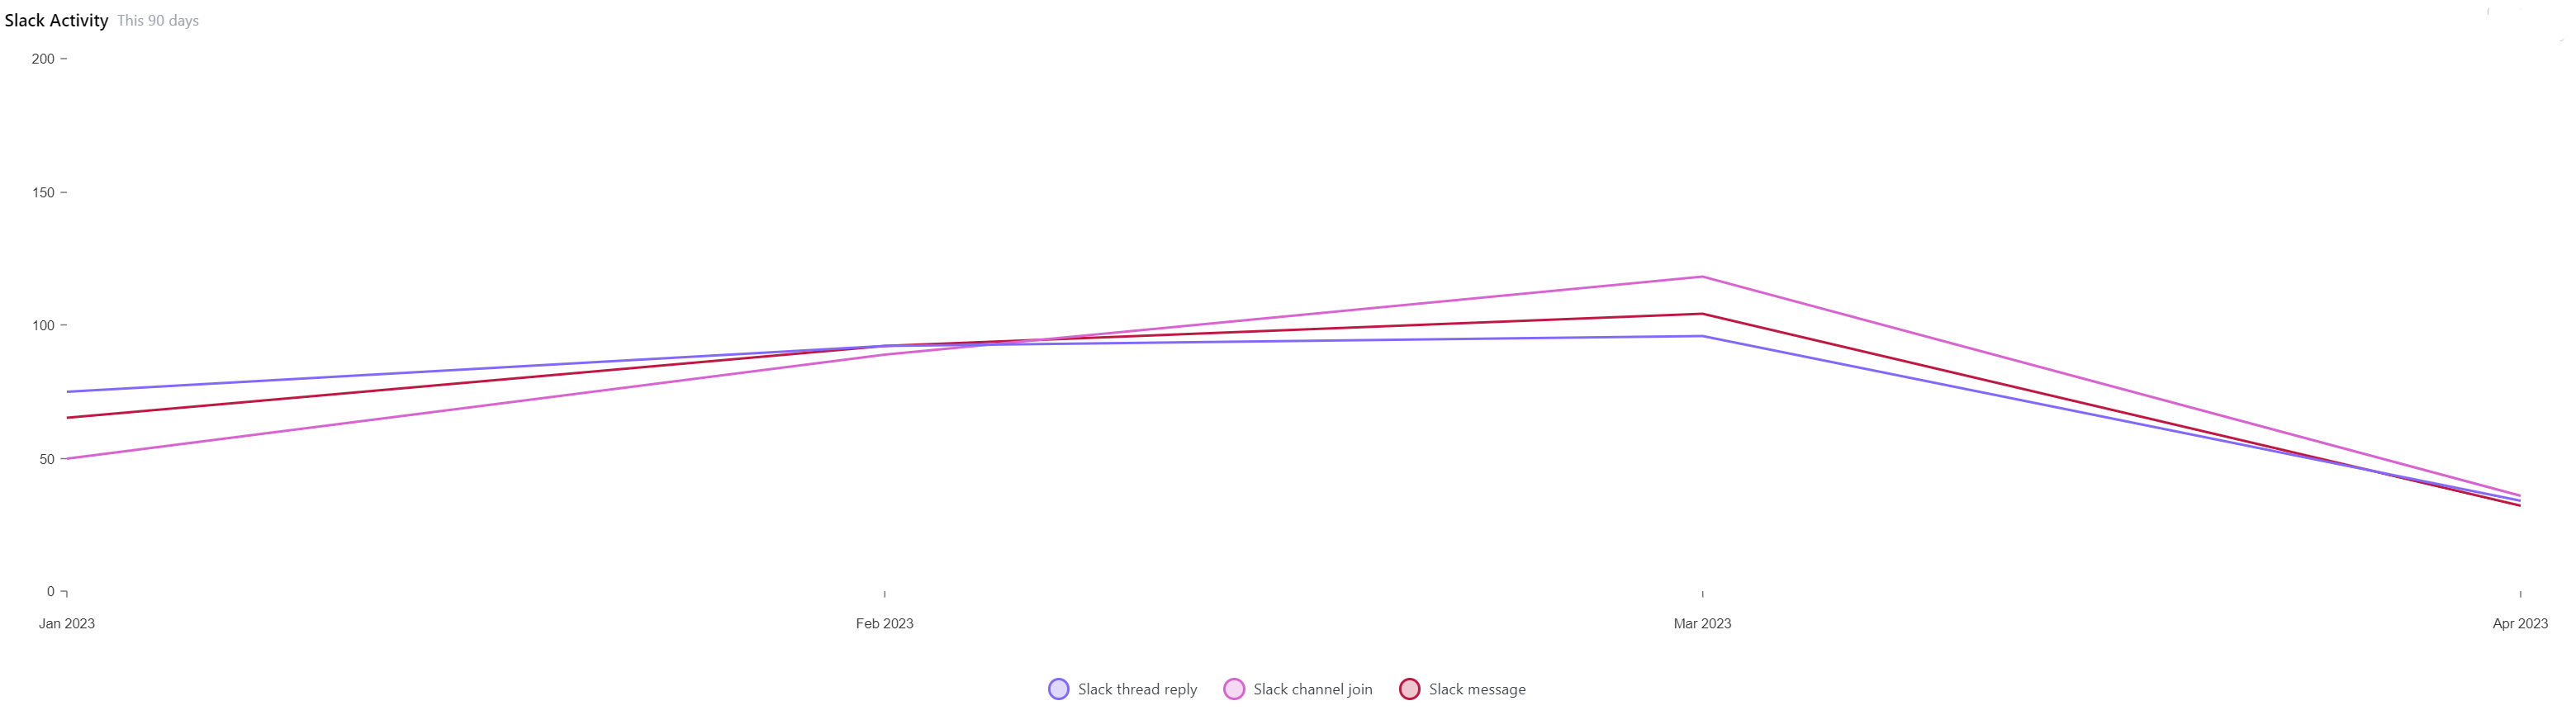 Slack Activity This 90 days
200
150
100
50
0
Jan 2023 Feb 2023 Mar 2023 Apr 2023
Slack thread reply Slack channel join Slack message